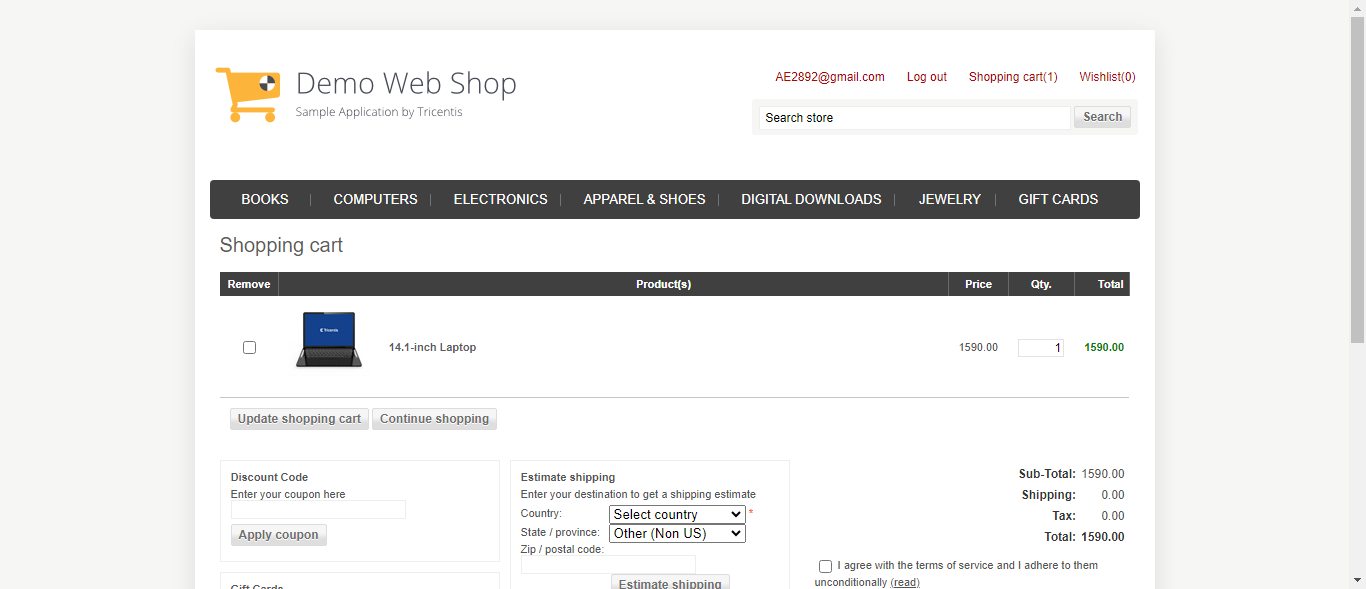 Demo Web Shop
Sample Application by Tricentis
AE2892@gmail.com Log out Shopping cart(1) Wishlist(0)
Search store Search
BOOKS COMPUTERS ELECTRONICS APPAREL & SHOES DIGITAL DOWNLOADS JEWELRY GIFT CARDS
Shopping cart
Remove Product(s) Price Qty. Total
Tricentis
14.1-inch Laptop 1590.00 1 1590.00
Update shopping cart Continue shopping
Discount Code
Enter your coupon here
Apply coupon
Gift Cards
Estimate shipping
Enter your destination to get a shipping estimate
Country: Select country *
State / province: Other (Non US)
Zip / postal code:
Estimate shipping
Sub-Total: 1590.00
Shipping: 0.00
Tax: 0.00
Total: 1590.00
I agree with the terms of service and I adhere to them
unconditionally (read)